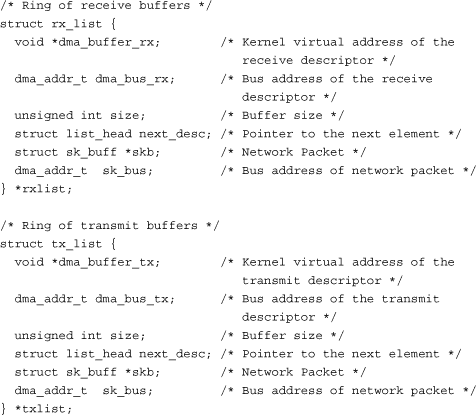 /* Ring of receive buffers */
struct rx_list {
  void *dma_buffer_rx;         /* Kernel virtual address of the
                                  receive descriptor */
  dma_addr_t dma_bus_rx;       /* Bus address of the receive
                                  descriptor */
  unsigned int size;           /* Buffer size */
  struct list_head next_desc; /* Pointer to the next element */
  struct sk_buff *skb;         /* Network Packet */
  dma_addr_t  sk_bus;          /* Bus address of network packet */
} *rxlist;

/* Ring of transmit buffers */
struct tx_list {
  void *dma_buffer_tx;         /* Kernel virtual address of the
                                  transmit descriptor */
  dma_addr_t dma_bus_tx;       /* Bus address of the transmit
                                  descriptor */
  unsigned int size;           /* Buffer size */
  struct list_head next_desc; /* Pointer to the next element */
  struct sk_buff *skb;         /* Network Packet */
  dma_addr_t  sk_bus;          /* Bus address of network packet */
} *txlist;